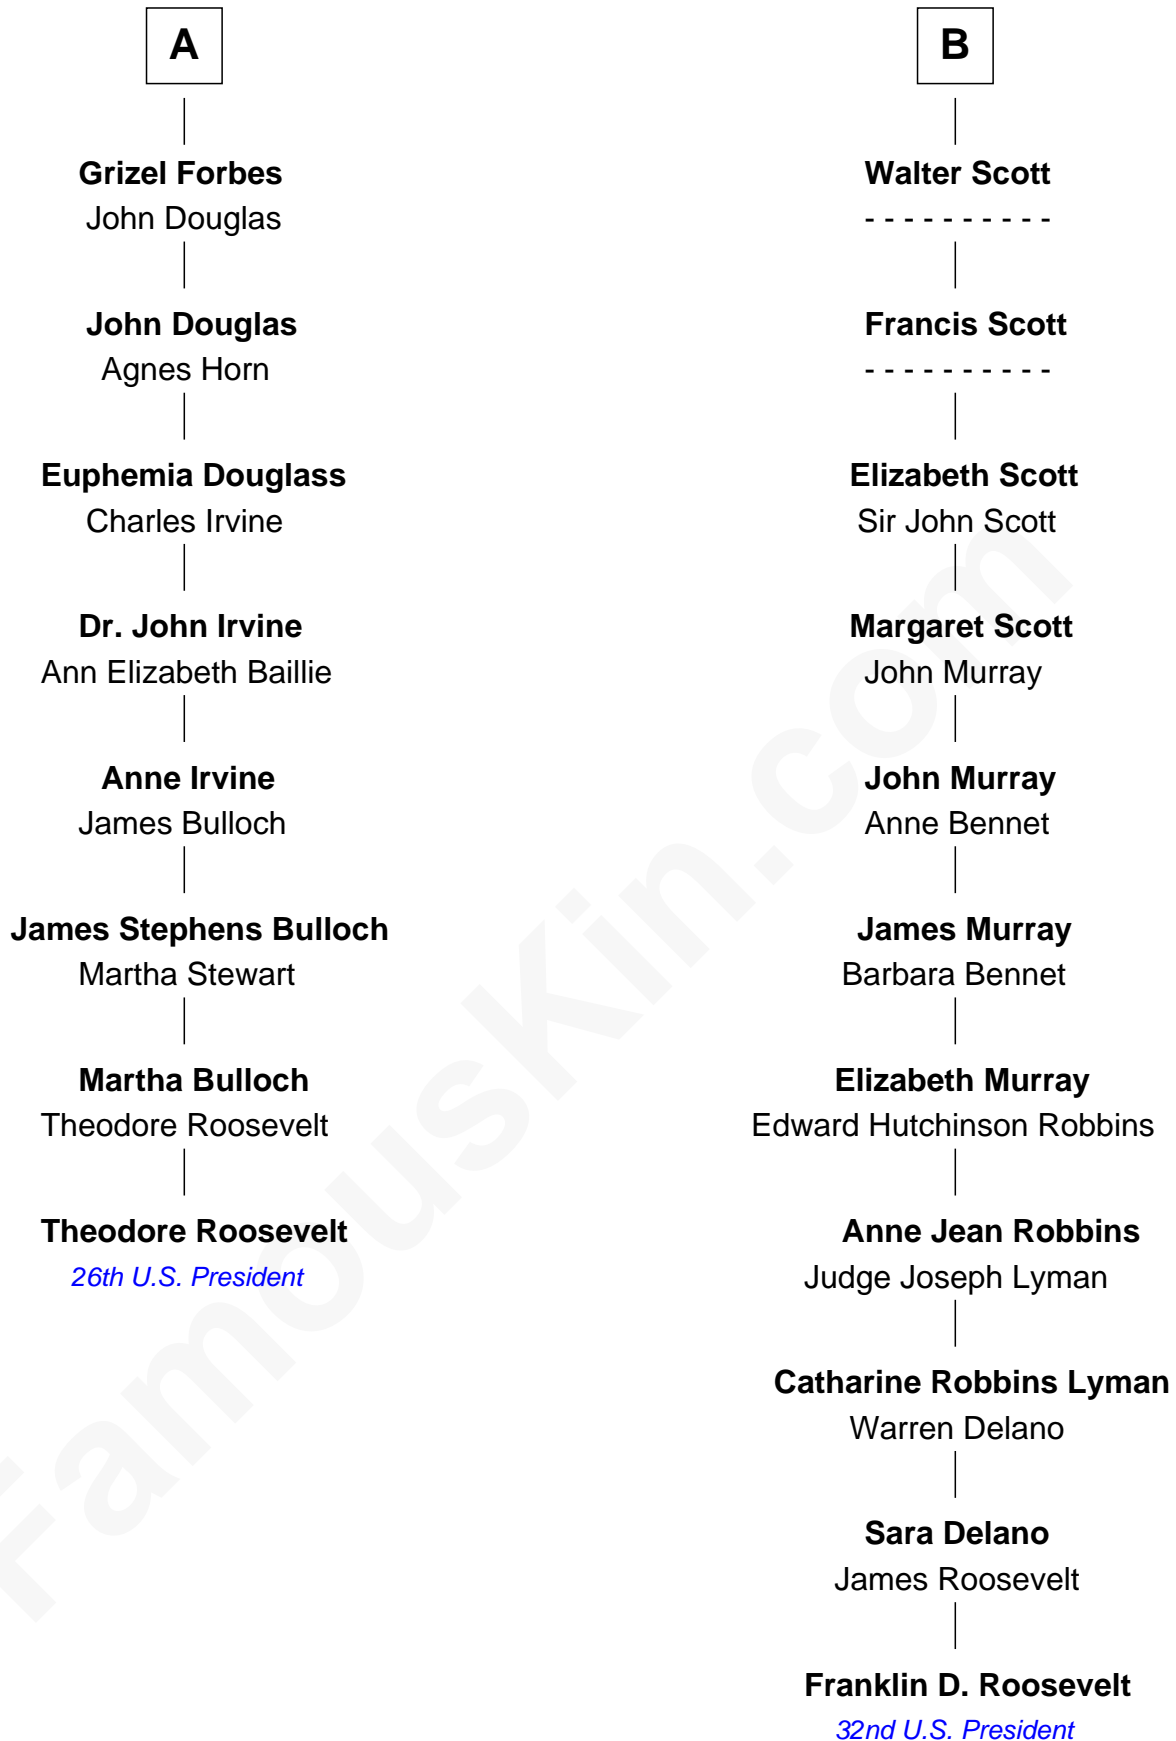 A
Grizel Forbes
John Douglas
John Douglas
Agnes Horn
Euphemia Douglass
Charles Irvine
Dr. John Irvine
Ann Elizabeth Baillie
Anne Irvine
James Bulloch
James Stephens Bulloch
Martha Stewart
Martha Bulloch
Theodore Roosevelt
Theodore Roosevelt
26th U.S. President
B
Walter Scott
- - - - - - - - - -
Francis Scott
- - - - - - - - - -
Elizabeth Scott
Sir John Scott
Margaret Scott
John Murray
John Murray
Anne Bennet
James Murray
Barbara Bennet
Elizabeth Murray
Edward Hutchinson Robbins
Anne Jean Robbins
Judge Joseph Lyman
Catharine Robbins Lyman
Warren Delano
Sara Delano
James Roosevelt
Franklin D. Roosevelt
32nd U.S. President
FamousKin.com